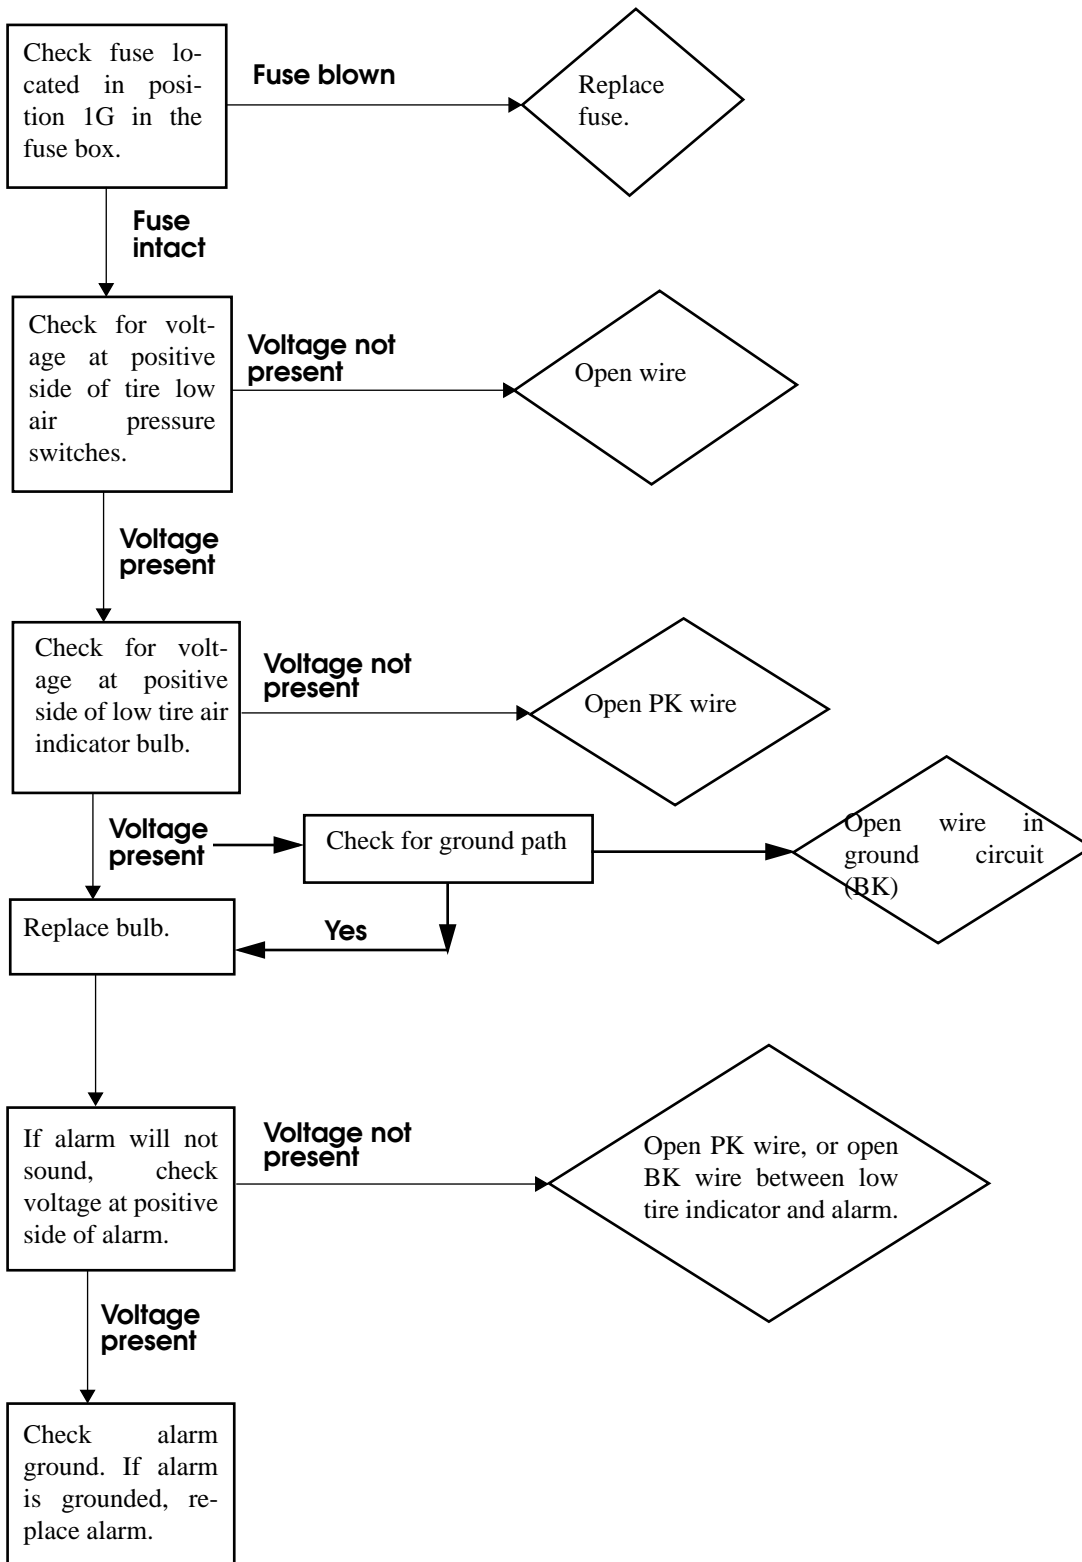 Check fuse lo-
cated in posi-
tion 1G in the
fuse box.
Fuse blown
Replace
fuse.
Fuse
intact
Check for volt-
age at positive
side of tire low
air pressure
switches.
Voltage not
present
Open wire
Voltage
present
Check for volt-
age at positive
side of low tire air
indicator bulb.
Voltage not
present
Open PK wire
Voltage
present
Check for ground path
Open wire in
ground circuit
(BK)
Replace bulb.
Yes
If alarm will not
sound, check
voltage at positive
side of alarm.
Voltage not
present
Open PK wire, or open
BK wire between low
tire indicator and alarm.
Voltage
present
Check alarm
ground. If alarm
is grounded, re-
place alarm.